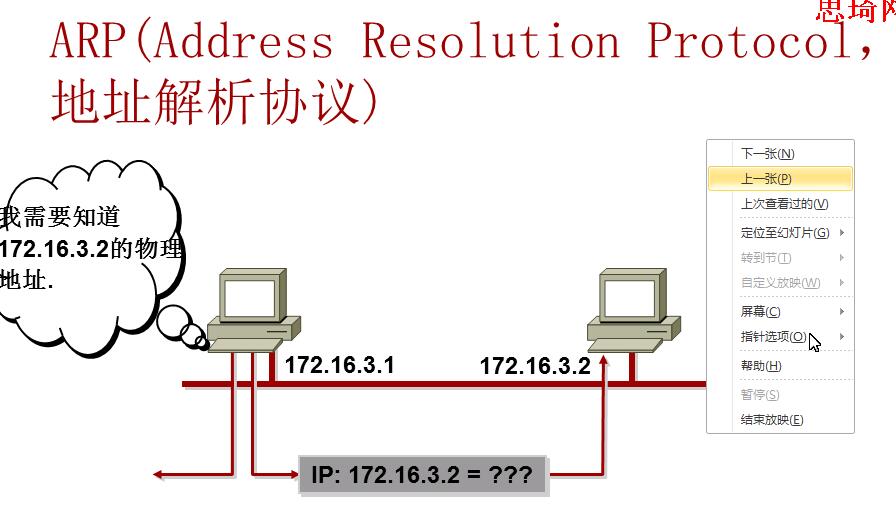 思琦网
ARP(Address Resolution Protocol,
地址解析协议)
我需要知道
172.16.3.2的物理
地址.
172.16.3.1
172.16.3.2
IP: 172.16.3.2 = ???
下一张(N)
上一张(P)
上次查看过的(V)
定位至幻灯片(G)
转到节(T)
自定义放映(W)
屏幕(C)
指针选项(O)
帮助(H)
暂停(S)
结束放映(E)